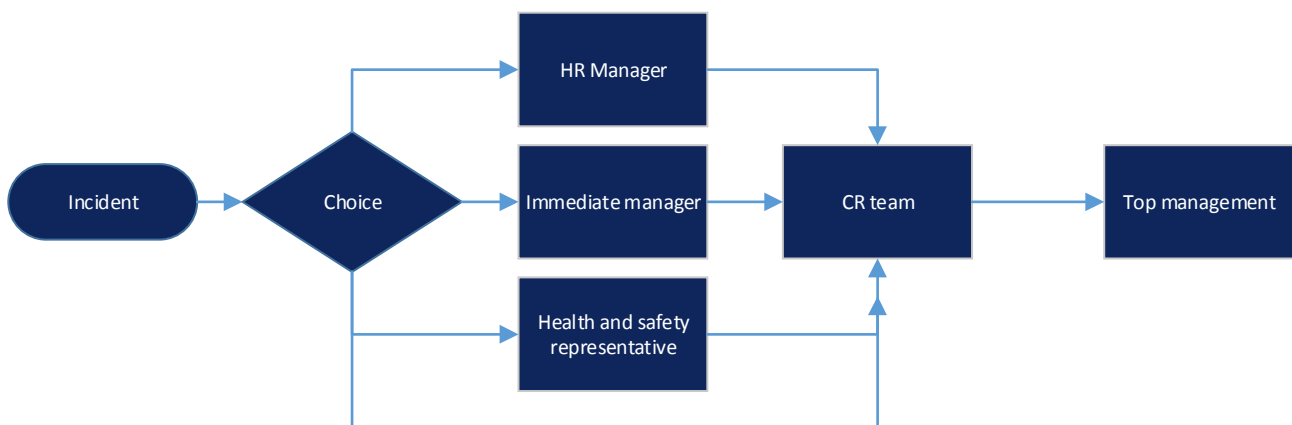 HR Manager
Incident
Choice
Immediate manager
CR team
Top management
Health and safety
representative